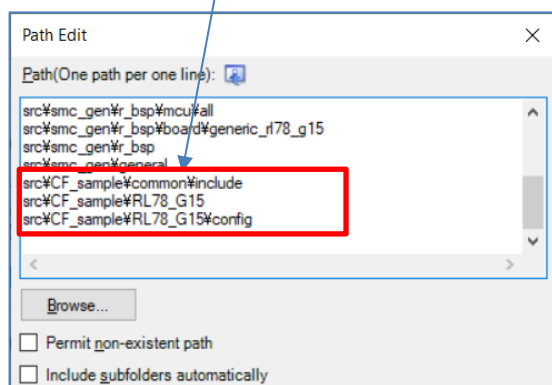 Path Edit
Path(One path per one line):
src¥smc_gen¥r_bsp¥mcu¥all
src¥smc_gen¥r_bsp¥board¥generic_rl78_g15
src¥smc_gen¥r_bsp
src¥smc_gen¥general
src¥CF_sample¥common¥include
src¥CF_sample¥RL78_G15
src¥CF_sample¥RL78_G15¥config
Browse...
Permit non-existent path
Include subfolders automatically